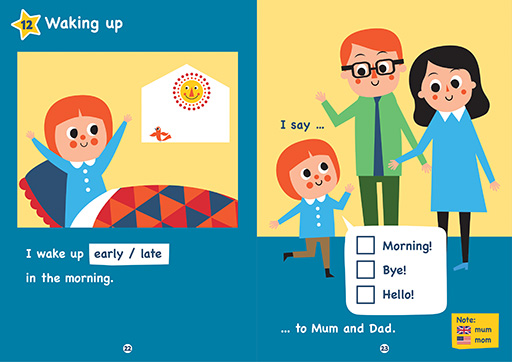 12 Waking up
I wake up early / late
in the morning.
22
I say ...
Morning!
Bye!
Hello!
... to Mum and Dad.
Note:
mum
mom
23